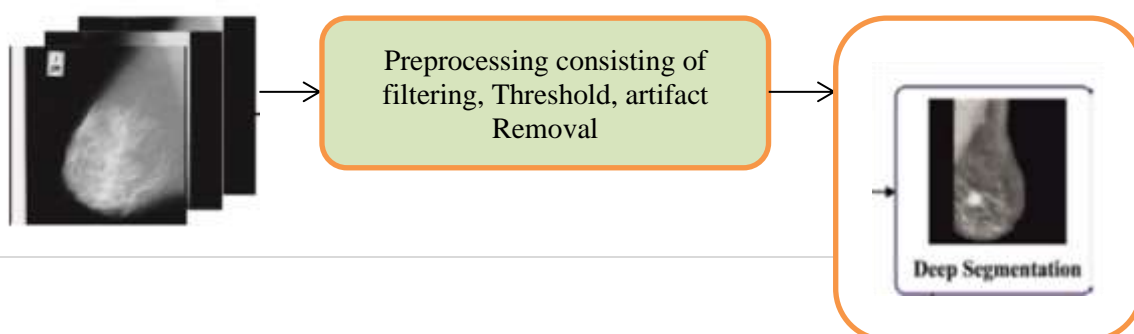 Preprocessing consisting of
filtering, Threshold, artifact
Removal
Deep Segmentation